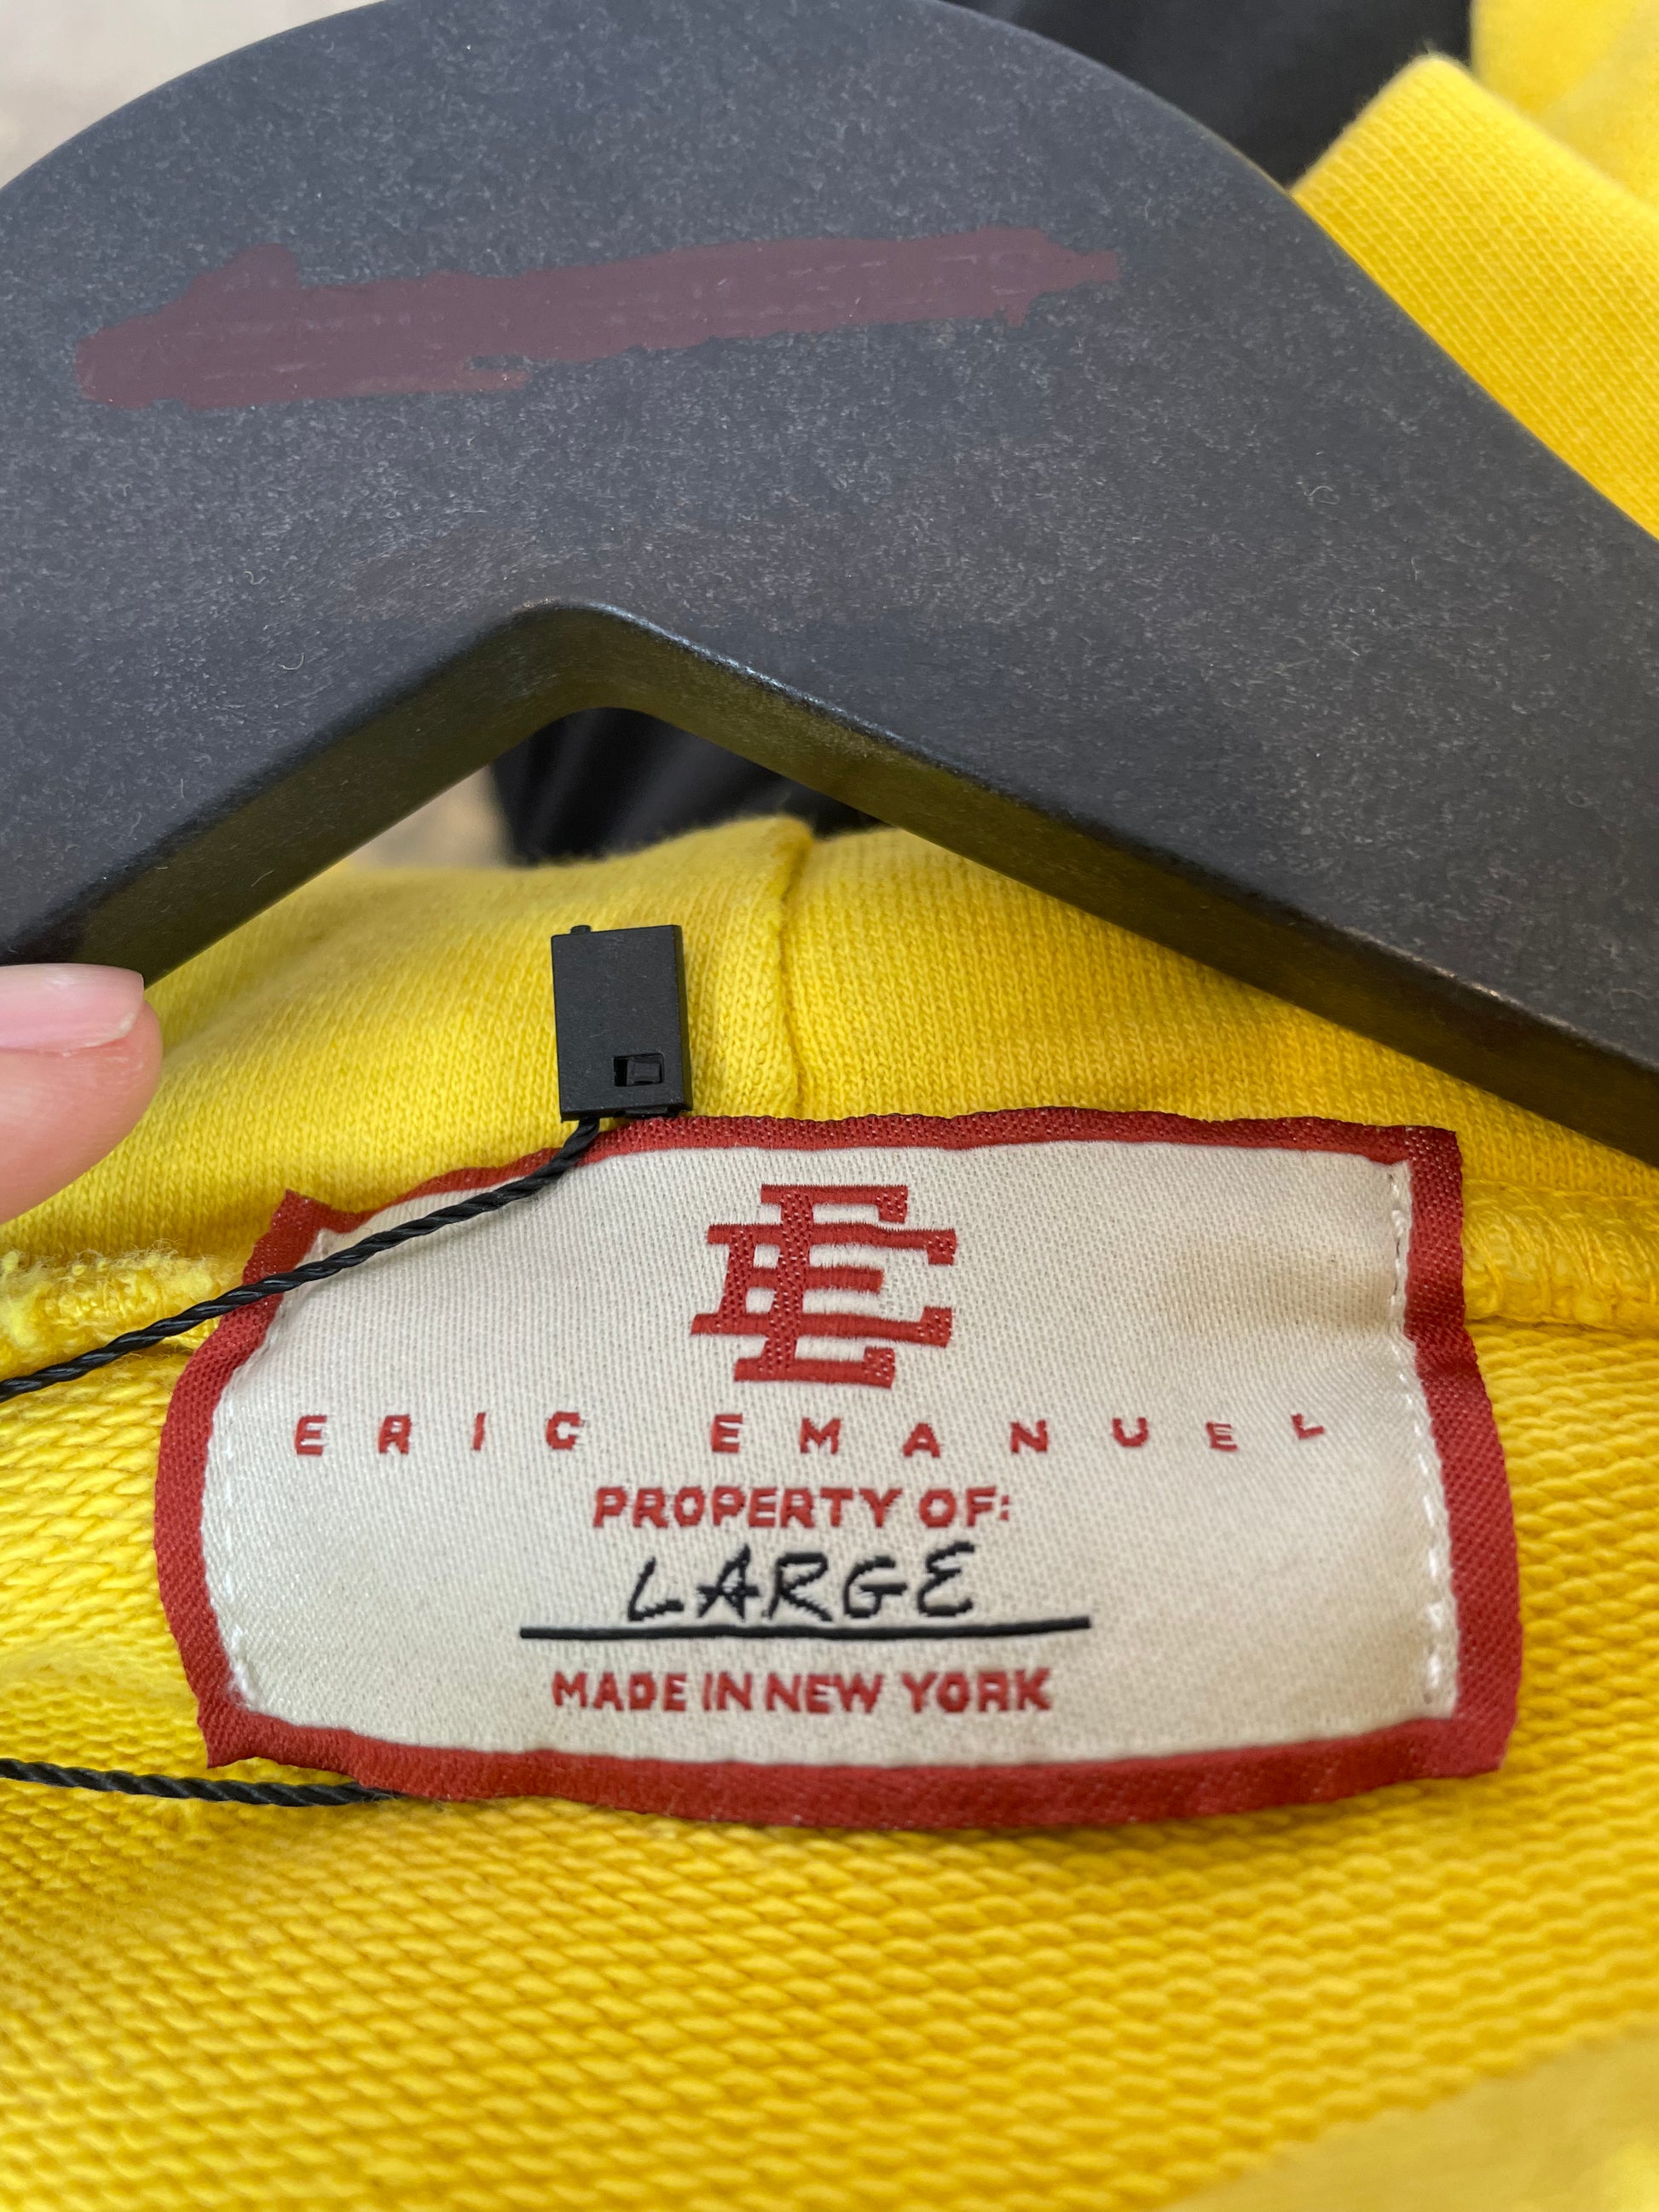 EE
ERIC EMANUEL
PROPERTY OF:
LARGE
MADE IN NEW YORK